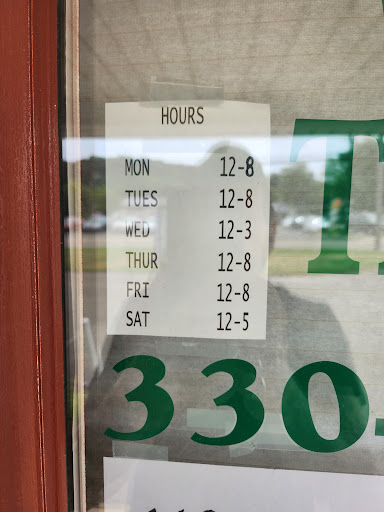 HOURS
MON 12-8
TUES 12-8
WED 12-3
THUR 12-8
FRI 12-8
SAT 12-5
T
330-